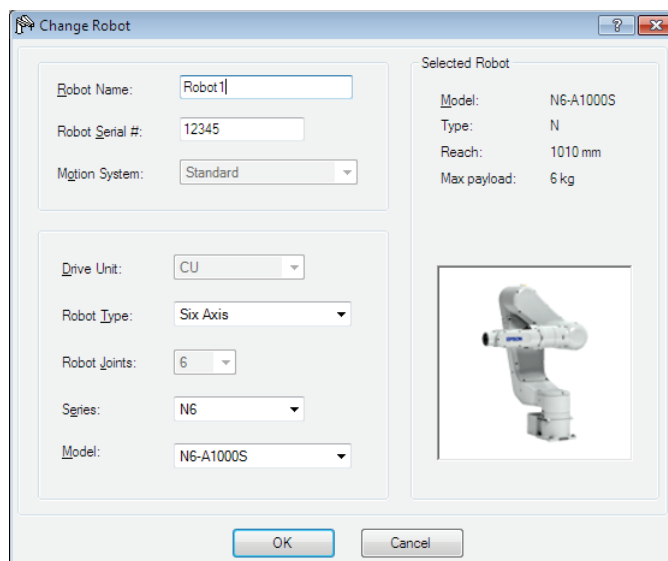 Change Robot
Robot Name: Robot1
Robot Serial #: 12345
Motion System: Standard
Drive Unit: CU
Robot Type: Six Axis
Robot Joints: 6
Series: N6
Model: N6-A1000S
Selected Robot
Model: N6-A1000S
Type: N
Reach: 1010 mm
Max payload: 6 kg
EPSON
OK
Cancel